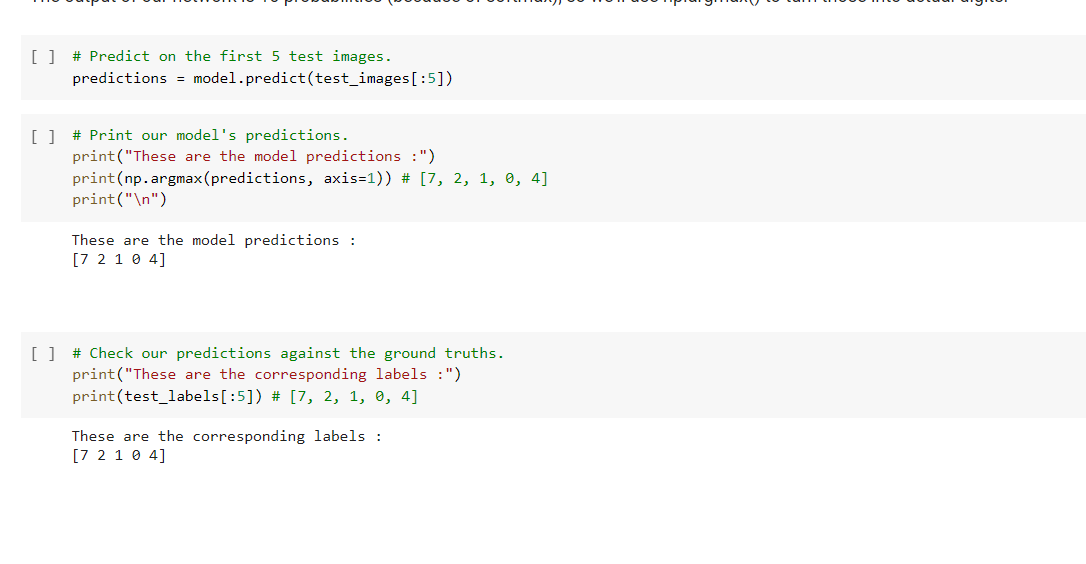 [ ] # Predict on the first 5 test images.
predictions = model.predict(test_images[:5])
[ ] # Print our model's predictions.
print("These are the model predictions :")
print(np.argmax(predictions, axis=1)) # [7, 2, 1, 0, 4]
print("\n")
These are the model predictions :
[7 2 1 0 4]
[ ] # Check our predictions against the ground truths.
print("These are the corresponding labels :")
print(test_labels[:5]) # [7, 2, 1, 0, 4]
These are the corresponding labels :
[7 2 1 0 4]